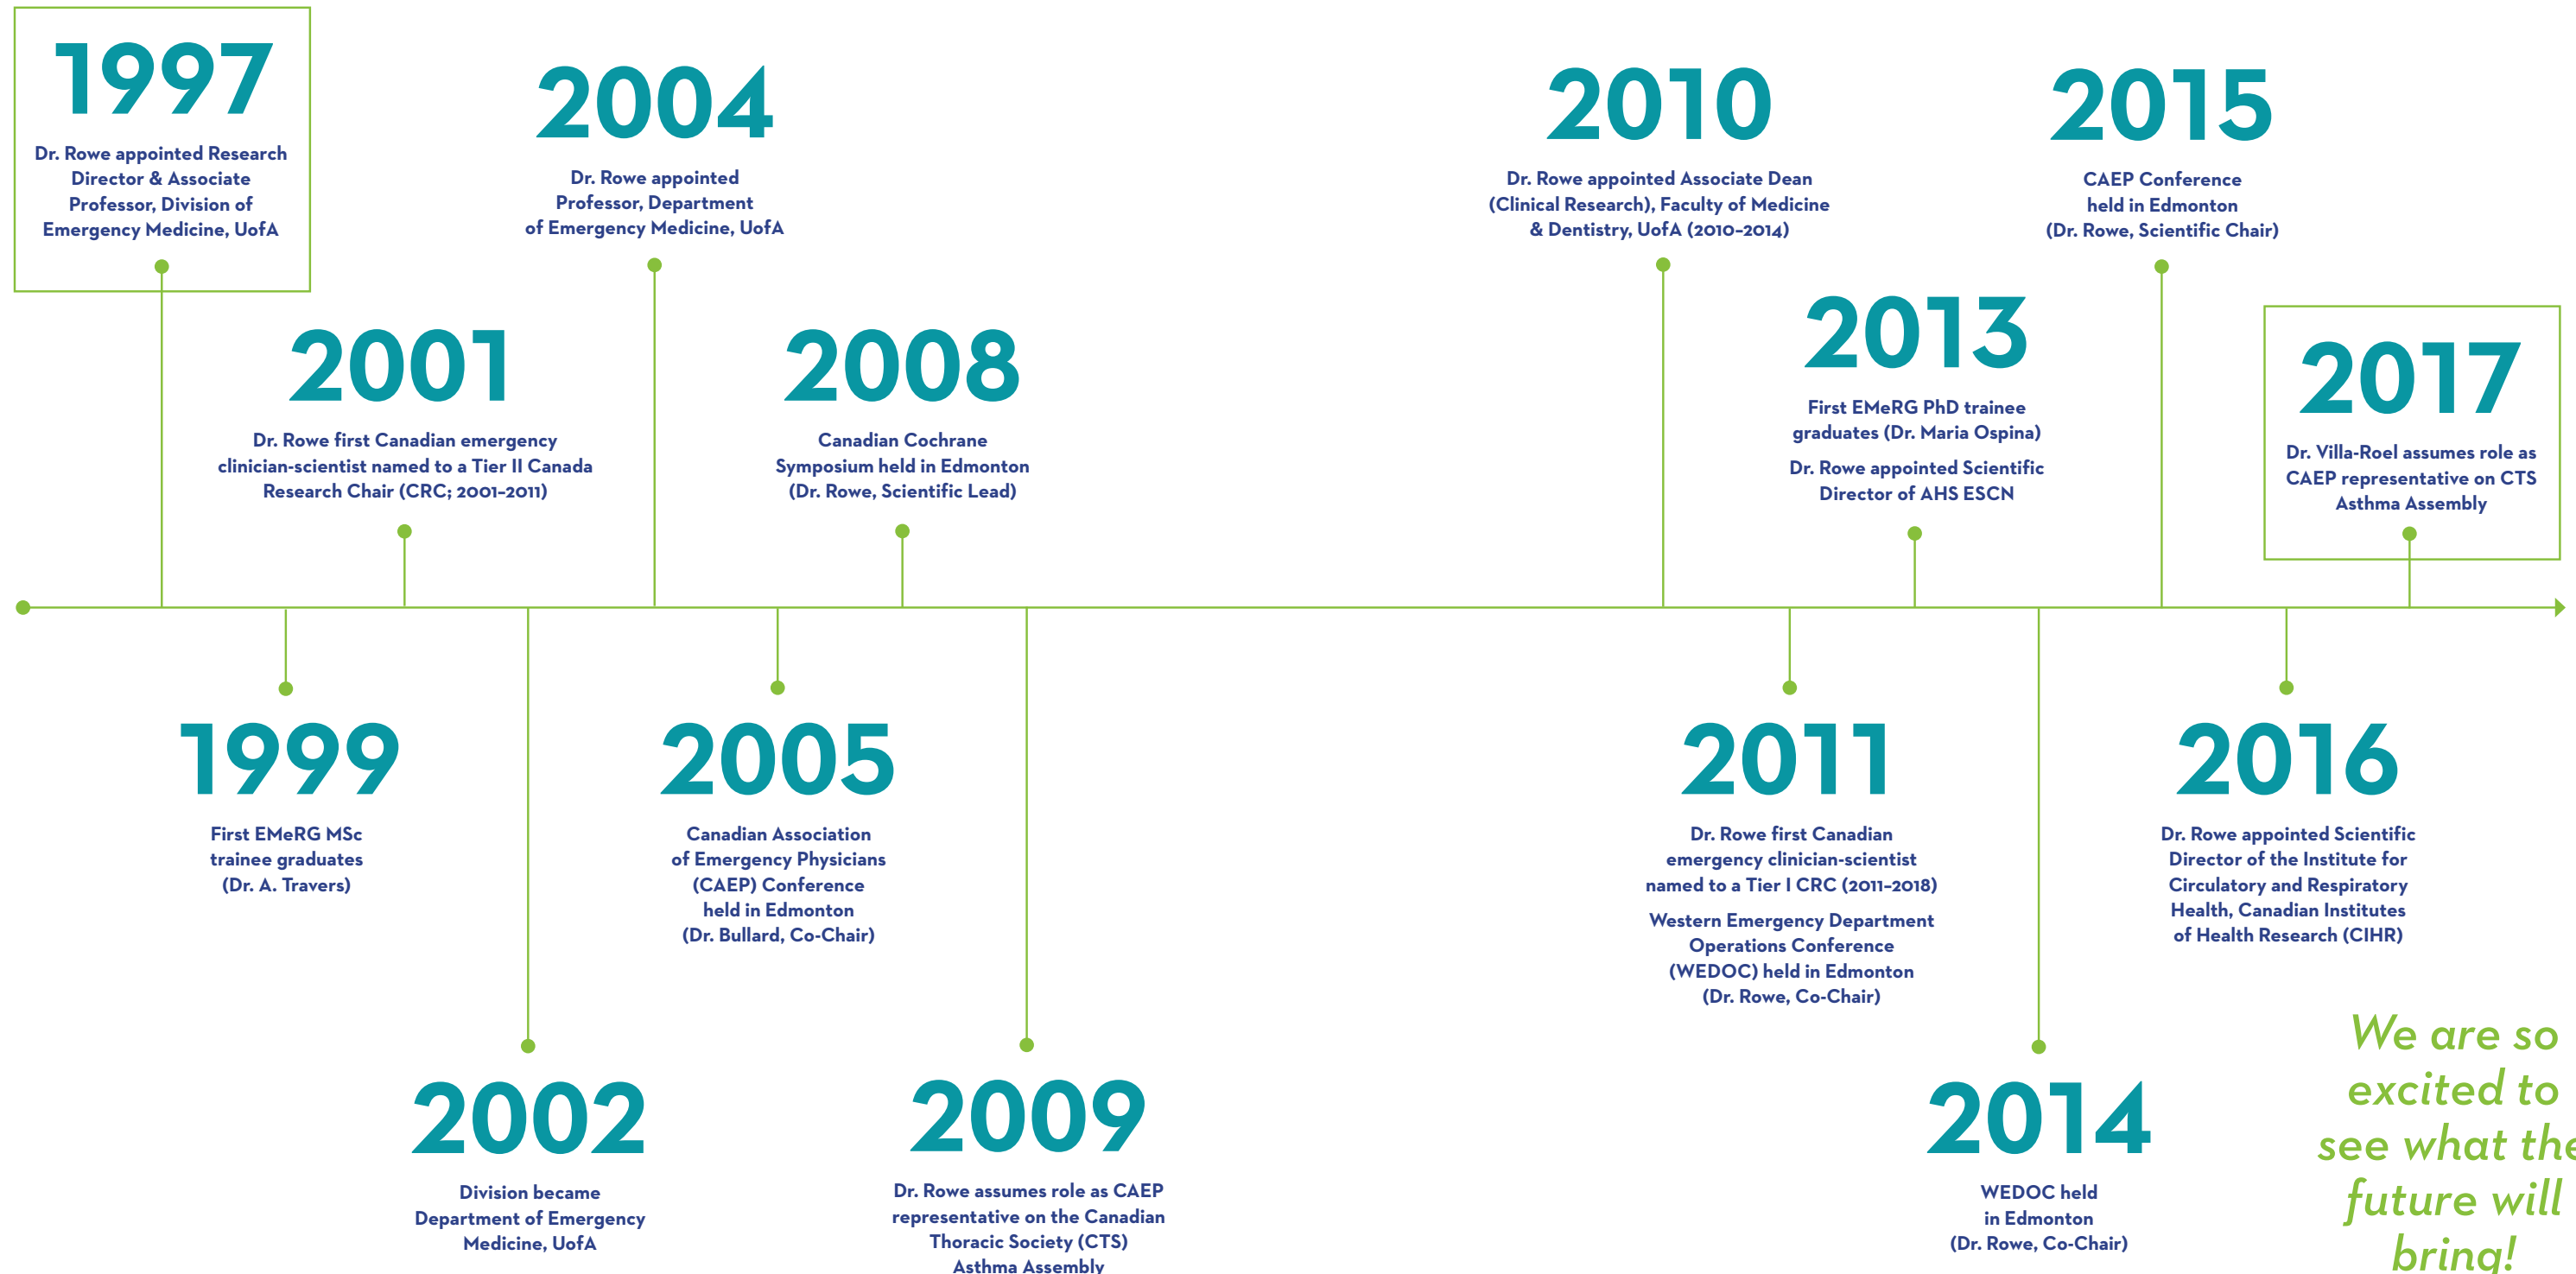 1997
Dr. Rowe appointed Research
Director & Associate
Professor, Division of
Emergency Medicine, UofA
1999
First EMeRG MSc
trainee graduates
(Dr. A. Travers)
2001
Dr. Rowe first Canadian emergency
clinician-scientist named to a Tier II Canada
Research Chair (CRC; 2001–2011)
2002
Division became
Department of Emergency
Medicine, UofA
2004
Dr. Rowe appointed
Professor, Department
of Emergency Medicine, UofA
2005
Canadian Association
of Emergency Physicians
(CAEP) Conference
held in Edmonton
(Dr. Bullard, Co-Chair)
2008
Canadian Cochrane
Symposium held in Edmonton
(Dr. Rowe, Scientific Lead)
2009
Dr. Rowe assumes role as CAEP
representative on the Canadian
Thoracic Society (CTS)
Asthma Assembly
2010
Dr. Rowe appointed Associate Dean
(Clinical Research), Faculty of Medicine
& Dentistry, UofA (2010–2014)
2011
Dr. Rowe first Canadian
emergency clinician-scientist
named to a Tier I CRC (2011–2018)
Western Emergency Department
Operations Conference
(WEDOC) held in Edmonton
(Dr. Rowe, Co-Chair)
2013
First EMeRG PhD trainee
graduates (Dr. Maria Ospina)
Dr. Rowe appointed Scientific
Director of AHS ESCN
2014
WEDOC held
in Edmonton
(Dr. Rowe, Co-Chair)
2015
CAEP Conference
held in Edmonton
(Dr. Rowe, Scientific Chair)
2016
Dr. Rowe appointed Scientific
Director of the Institute for
Circulatory and Respiratory
Health, Canadian Institutes
of Health Research (CIHR)
2017
Dr. Villa-Roel assumes role as
CAEP representative on CTS
Asthma Assembly
We are so
excited to
see what the
future will
bring!